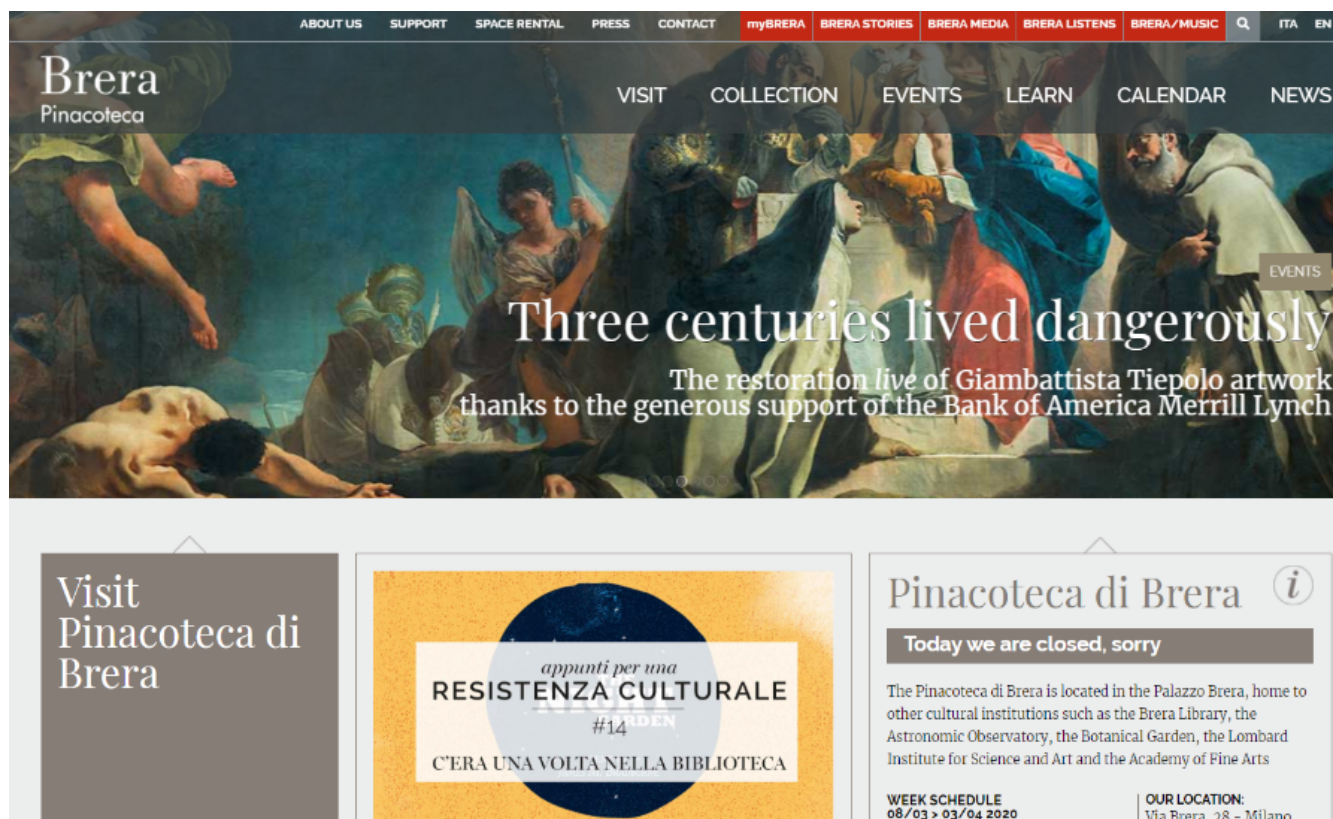 ABOUT US SUPPORT SPACE RENTAL PRESS CONTACT myBRERA BRERA STORIES BRERA MEDIA BRERA LISTENS BRERA/MUSIC ITA EN
Brera
Pinacoteca
VISIT COLLECTION EVENTS LEARN CALENDAR NEWS
EVENTS
Three centuries lived dangerously
The restoration live of Giambattista Tiepolo artwork
thanks to the generous support of the Bank of America Merrill Lynch
Visit
Pinacoteca di
Brera
appunti per una
RESISTENZA CULTURALE
NIGHT
GARDEN
#14
C'ERA UNA VOLTA NELLA BIBLIOTECA
Pinacoteca di Brera i
Today we are closed, sorry
The Pinacoteca di Brera is located in the Palazzo Brera, home to
other cultural institutions such as the Brera Library, the
Astronomic Observatory, the Botanical Garden, the Lombard
Institute for Science and Art and the Academy of Fine Arts
WEEK SCHEDULE
08/03 > 03/04 2020
OUR LOCATION:
Via Brera, 28 - Milano